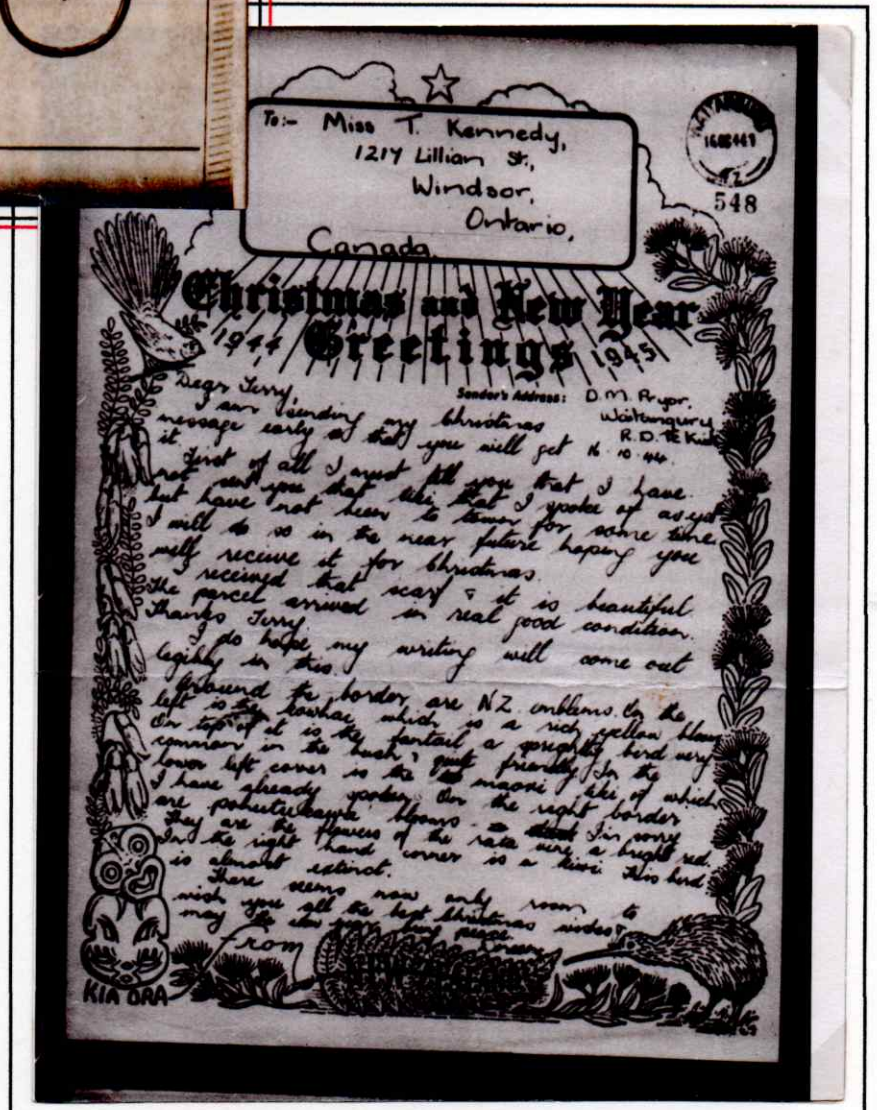 To:- Miss T. Kennedy,
1217 Lillian St.,
Windsor,
Ontario,
Canada.
16 OC 44
N.Z.
548
Christmas and New Year
Greetings
1944
1945
Sender's Address: D.M. Pryor,
R.D. Te Kuiti
16.10.44.
Dear Terry,
I am sending my Christmas
message early so that you will get
it.
First of all I must tell you that I have
not sent you that tiki that I spoke of as yet
but have not been to town for some time.
I will do so in the near future hoping you
will receive it for Christmas.
I received that scarf & it is beautiful
The parcel arrived in real good condition.
Thanks Terry.
I do hope my writing will come out
legibly in this.
Around the border are NZ. emblems. On the
left is the kowhai which is a rich yellow bloom
On top of it is the fantail a sprightly bird very
common in the bush & quite friendly. In the
lower left corner is the maori tiki of which
I have already spoken. On the right border
are pohutukawa blooms I'm sorry
They are the flowers of the rata vine a bright red.
In the right hand corner is a kiwi this bird
is almost extinct.
There seems now only room to
wish you all the best Christmas wishes &
may the new year bring peace
from
KIA ORA